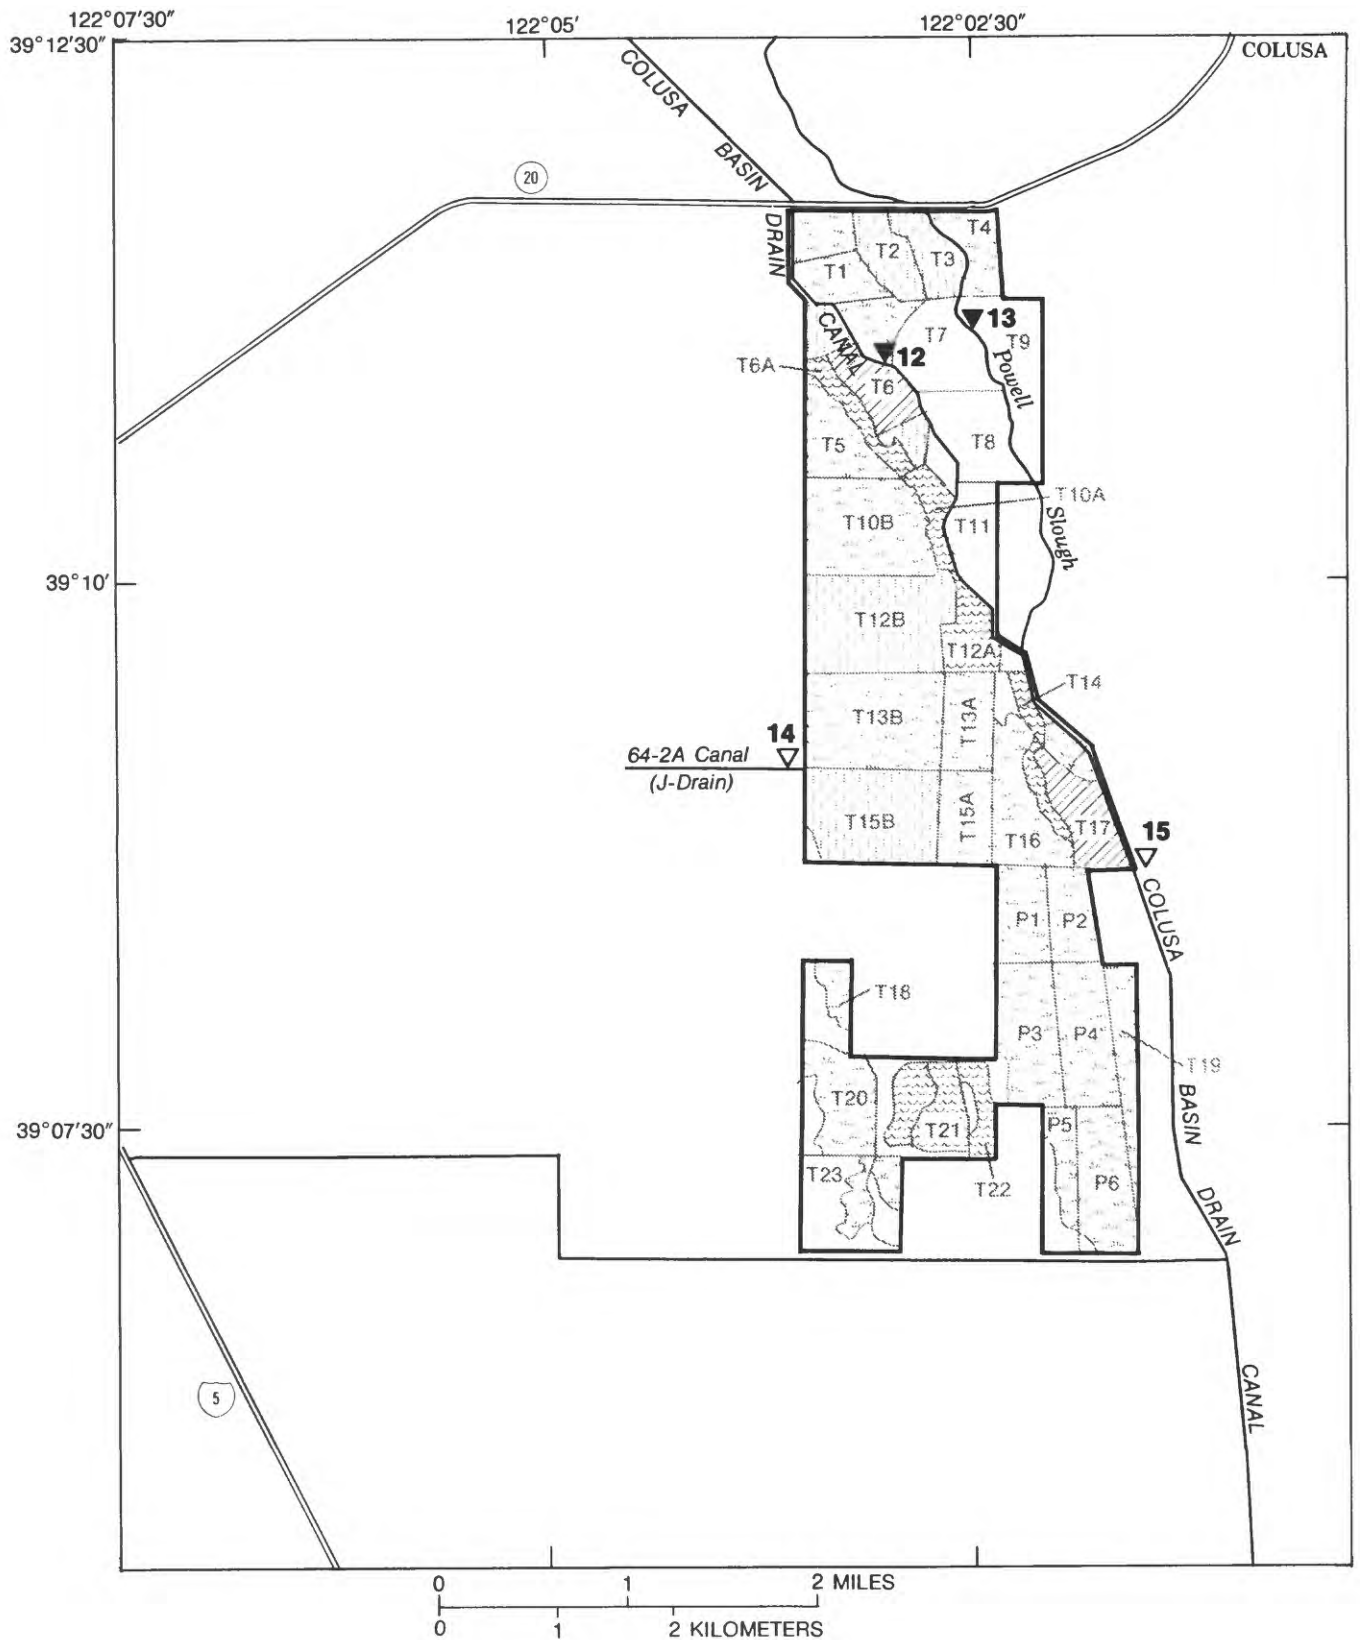 122°07'30"
122°05'
122°02'30"
39°12'30"
COLUSA
COLUSA
BASIN
DRAIN
CANAL
20
T4
T2
T3
T1
13
T7
T9
12
Powell
T6A
T6
T5
T8
T10A
T10B
T11
Slough
39°10'
T12B
T12A
T14
T13B
T13A
14
64-2A Canal
(J-Drain)
T15B
T15A
T16
T17
15
COLUSA
P1
P2
T18
P3
P4
T19
T20
BASIN
39°07'30"
T21
P5
T23
T22
P6
DRAIN
5
CANAL
0 1 2 MILES
0 1 2 KILOMETERS